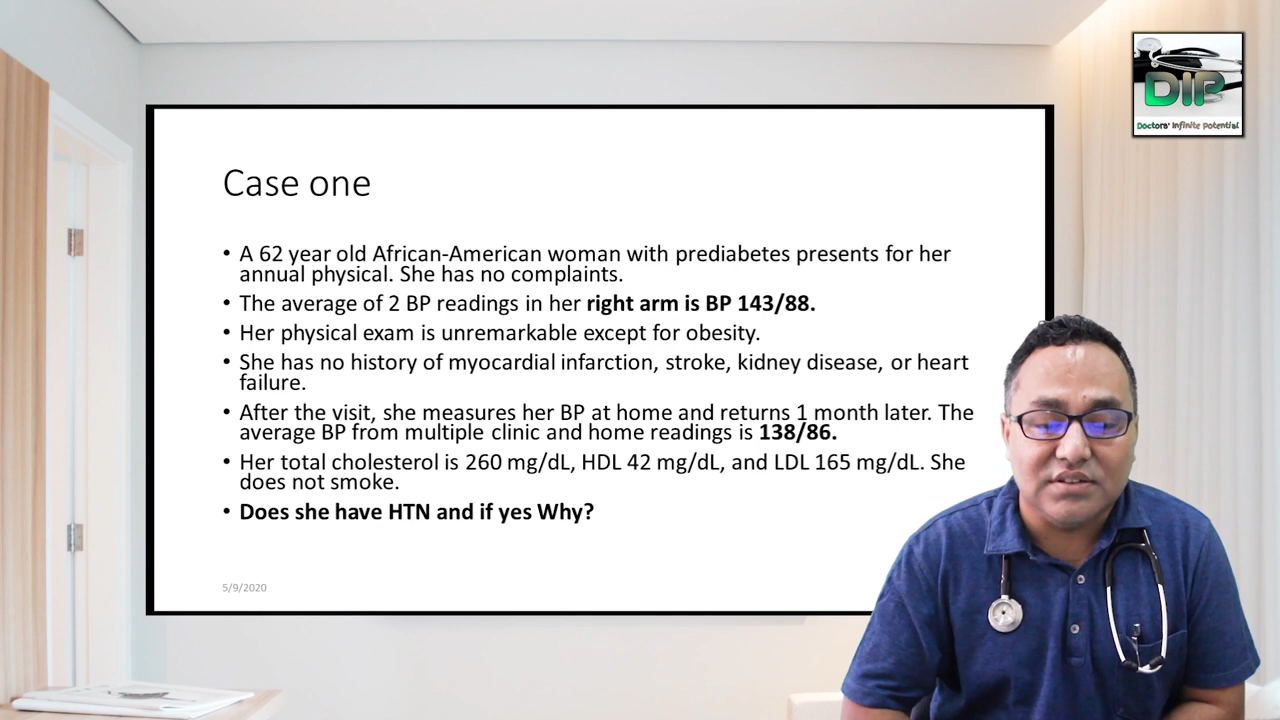 DIP
Doctors' Infinite Potential
Case one
• A 62 year old African-American woman with prediabetes presents for her
annual physical. She has no complaints.
• The average of 2 BP readings in her right arm is BP 143/88.
• Her physical exam is unremarkable except for obesity.
• She has no history of myocardial infarction, stroke, kidney disease, or heart
failure.
• After the visit, she measures her BP at home and returns 1 month later. The
average BP from multiple clinic and home readings is 138/86.
• Her total cholesterol is 260 mg/dL, HDL 42 mg/dL, and LDL 165 mg/dL. She
does not smoke.
• Does she have HTN and if yes Why?
5/9/2020